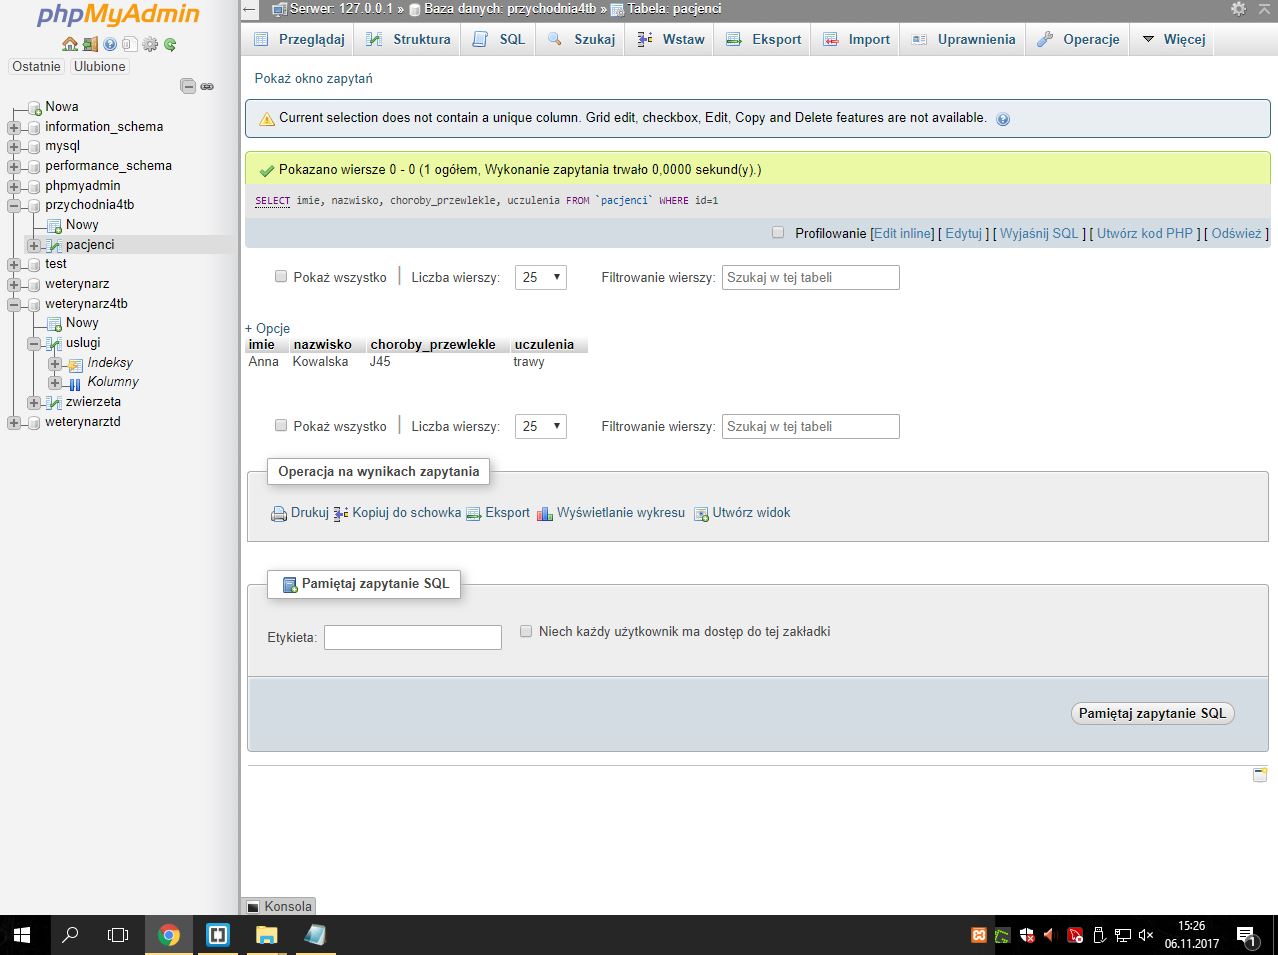 phpMyAdmin
Ostatnie Ulubione
Nowa
information_schema
mysql
performance_schema
phpmyadmin
przychodnia4tb
Nowy
pacjenci
test
weterynarz
weterynarz4tb
Nowy
uslugi
Indeksy
Kolumny
zwierzeta
weterynarztd
Serwer: 127.0.0.1 » Baza danych: przychodnia4tb » Tabela: pacjenci
Przeglądaj Struktura SQL Szukaj Wstaw Eksport Import Uprawnienia Operacje Więcej
Pokaż okno zapytań
Current selection does not contain a unique column. Grid edit, checkbox, Edit, Copy and Delete features are not available.
Pokazano wiersze 0 - 0 (1 ogółem, Wykonanie zapytania trwało 0,0000 sekund(y).)
SELECT imie, nazwisko, choroby_przewlekle, uczulenia FROM `pacjenci` WHERE id=1
Profilowanie [Edit inline] [ Edytuj ] [ Wyjaśnij SQL ] [ Utwórz kod PHP ] [ Odśwież ]
Pokaż wszystko | Liczba wierszy: 25 Filtrowanie wierszy: Szukaj w tej tabeli
+ Opcje
imie nazwisko choroby_przewlekle uczulenia
Anna Kowalska J45 trawy
Pokaż wszystko | Liczba wierszy: 25 Filtrowanie wierszy: Szukaj w tej tabeli
Operacja na wynikach zapytania
Drukuj Kopiuj do schowka Eksport Wyświetlanie wykresu Utwórz widok
Pamiętaj zapytanie SQL
Etykieta: Niech każdy użytkownik ma dostęp do tej zakładki
Pamiętaj zapytanie SQL
Konsola
15:26
06.11.2017
1